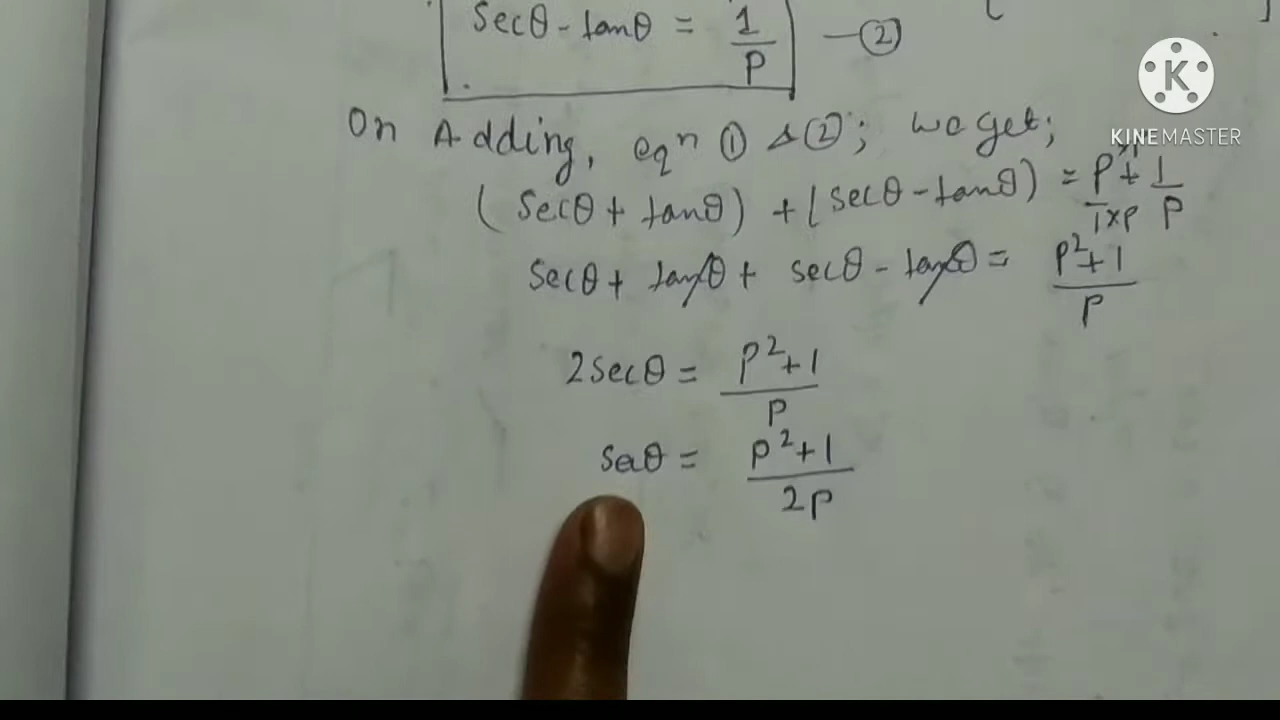 secθ - tanθ = 1/P — ②
On Adding, eqn ① & ②; we get;
(secθ + tanθ) + (secθ - tanθ) = P/1×P + 1/P
secθ + tanθ + secθ - tanθ = P²+1/P
2secθ = P²+1/P
secθ = P²+1/2P
K
KINEMASTER